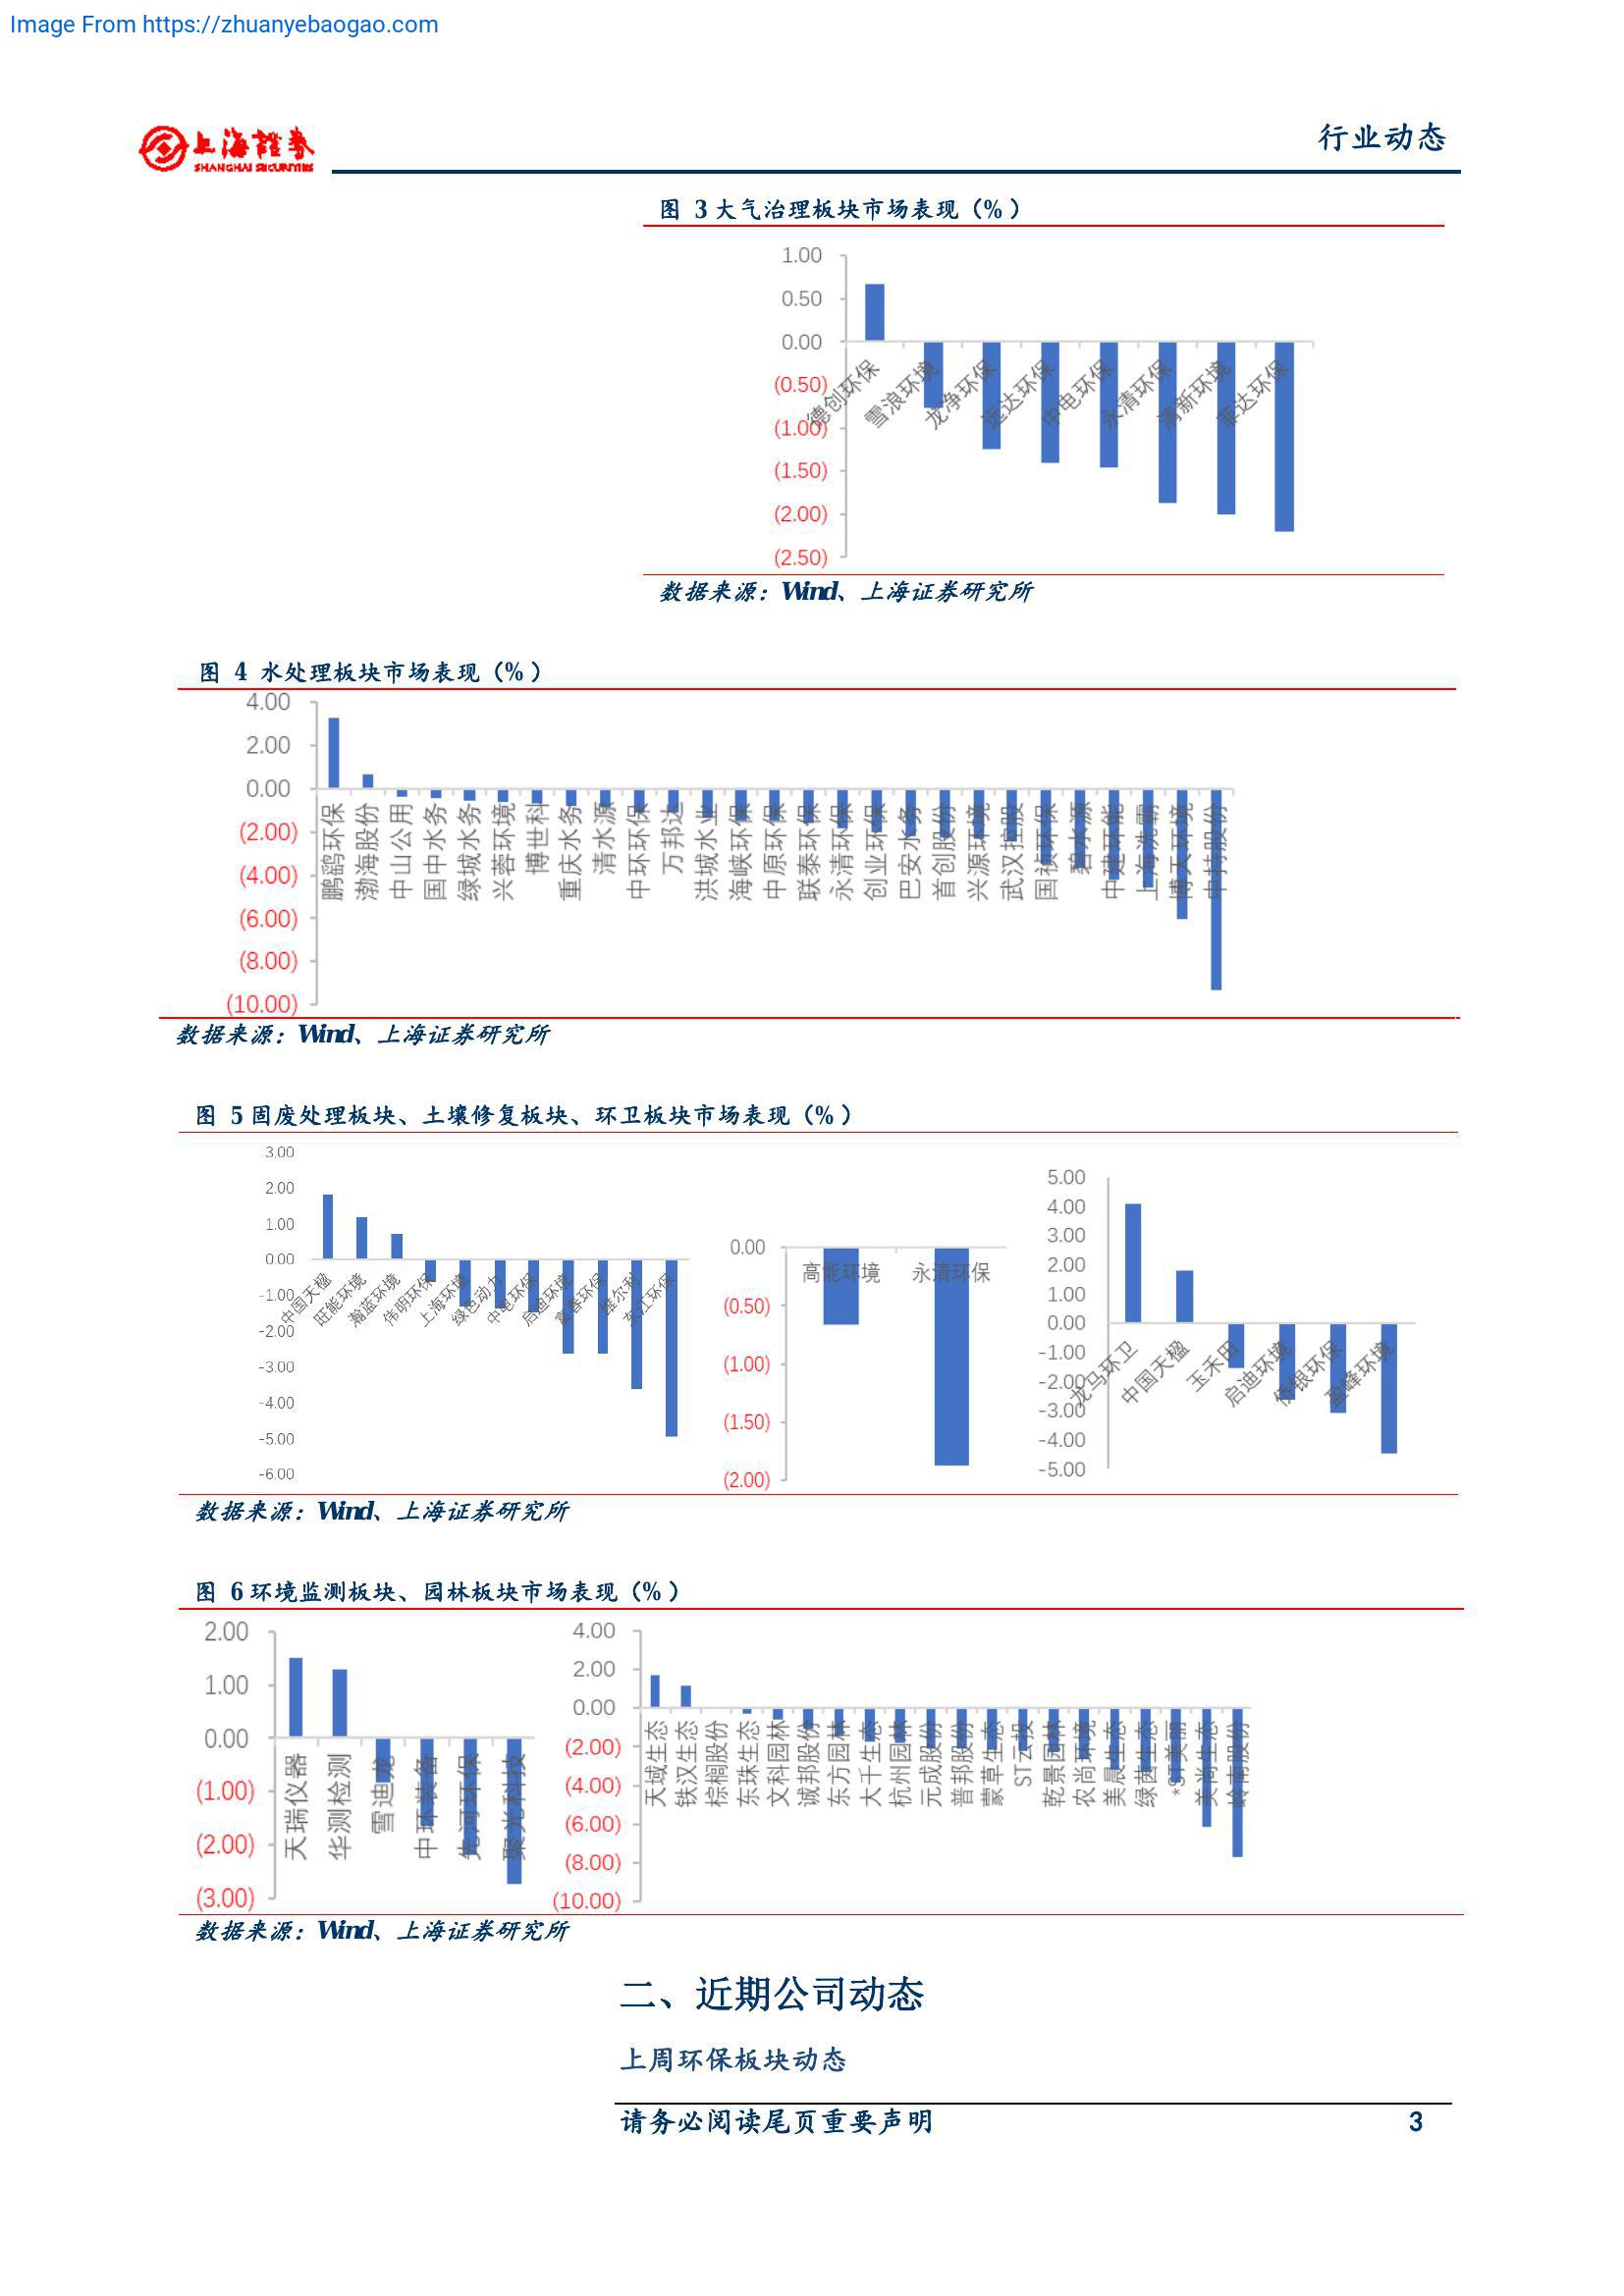 Image From https://zhuanyebaogao.com
上海證券
SHANGHAI SECURITIES
行业动态
图 3大气治理板块市场表现（%）
1.00
0.50
0.00
(0.50)
(1.00)
(1.50)
(2.00)
(2.50)
德创环保
雪浪环境
龙净环保
远达环保
中电环保
永清环保
清新环境
菲达环保
数据来源：Wind、上海证券研究所
图 4 水处理板块市场表现（%）
4.00
2.00
0.00
(2.00)
(4.00)
(6.00)
(8.00)
(10.00)
鹏鹞环保
渤海股份
中山公用
国中水务
绿城水务
兴蓉环境
博世科
重庆水务
清水源
中环环保
万邦达
洪城水业
海峡环保
中原环保
联泰环保
永清环保
创业环保
巴安水务
首创股份
兴源环境
武汉控股
国祯环保
碧水源
中建环能
上海洗霸
博天环境
中持股份
数据来源：Wind、上海证券研究所
图 5固废处理板块、土壤修复板块、环卫板块市场表现（%）
3.00
2.00
1.00
0.00
-1.00
-2.00
-3.00
-4.00
-5.00
-6.00
中国天楹
旺能环境
瀚蓝环境
伟明环保
上海环境
绿色动力
中电环保
启迪环境
富春环保
维尔利
东江环保
0.00
(0.50)
(1.00)
(1.50)
(2.00)
高能环境
永清环保
5.00
4.00
3.00
2.00
1.00
0.00
-1.00
-2.00
-3.00
-4.00
-5.00
龙马环卫
中国天楹
玉禾田
启迪环境
侨银环保
盈峰环境
数据来源：Wind、上海证券研究所
图 6环境监测板块、园林板块市场表现（%）
2.00
1.00
0.00
(1.00)
(2.00)
(3.00)
天瑞仪器
华测检测
雪迪龙
中环装备
先河环保
聚光科技
4.00
2.00
0.00
(2.00)
(4.00)
(6.00)
(8.00)
(10.00)
天域生态
铁汉生态
棕榈股份
东珠生态
文科园林
诚邦股份
东方园林
大千生态
杭州园林
元成股份
普邦股份
蒙草生态
ST云投
乾景园林
农尚环境
美晨生态
绿茵生态
*ST美丽
美尚生态
岭南股份
数据来源：Wind、上海证券研究所
二、近期公司动态
上周环保板块动态
请务必阅读尾页重要声明
3